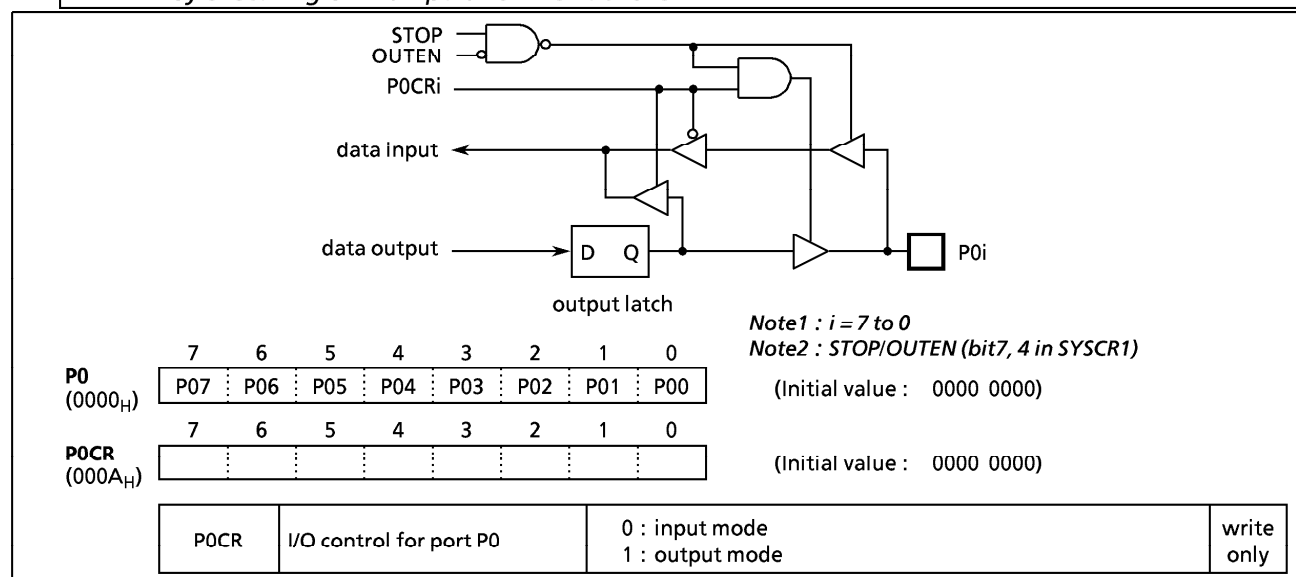 STOP
OUTEN
P0CRi
data input
data output
D Q
P0i
output latch
Note1 : i = 7 to 0
Note2 : STOP/OUTEN (bit7, 4 in SYSCR1)
7 6 5 4 3 2 1 0
P0
(0000H)
P07 P06 P05 P04 P03 P02 P01 P00
(Initial value : 0000 0000)
7 6 5 4 3 2 1 0
P0CR
(000AH)
(Initial value : 0000 0000)
P0CR
I/O control for port P0
0 : input mode
1 : output mode
write
only